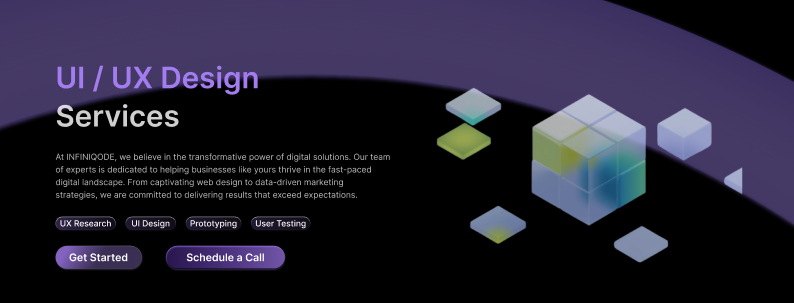 UI / UX Design
Services
At INFINIQODE, we believe in the transformative power of digital solutions. Our team
of experts is dedicated to helping businesses like yours thrive in the fast-paced
digital landscape. From captivating web design to data-driven marketing
strategies, we are committed to delivering results that exceed expectations.
UX Research UI Design Prototyping User Testing
Get Started Schedule a Call